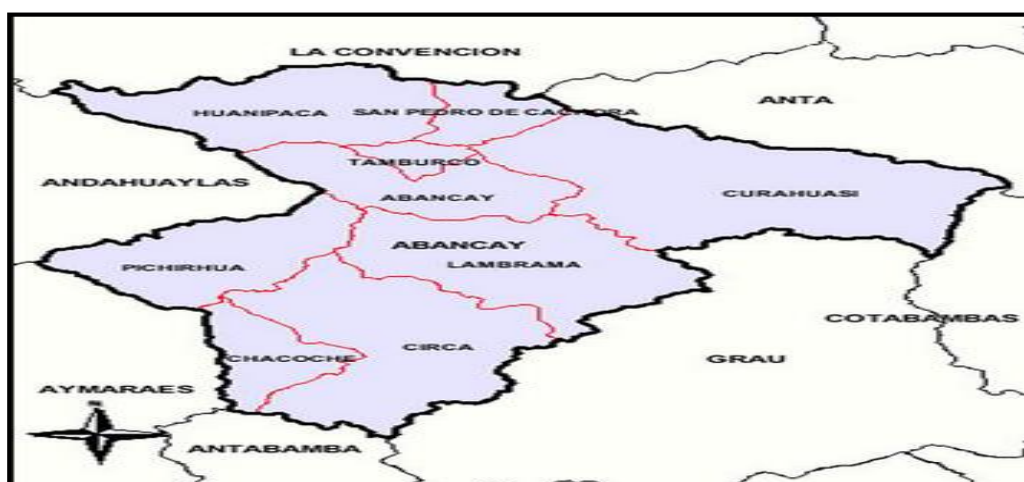 LA CONVENCION
ANTA
HUANIPACA
SAN PEDRO DE CACHORA
TAMBURCO
ANDAHUAYLAS
ABANCAY
CURAHUASI
ABANCAY
PICHIRHUA
LAMBRAMA
COTABAMBAS
CHACOCHE
CIRCA
GRAU
AYMARAES
ANTABAMBA